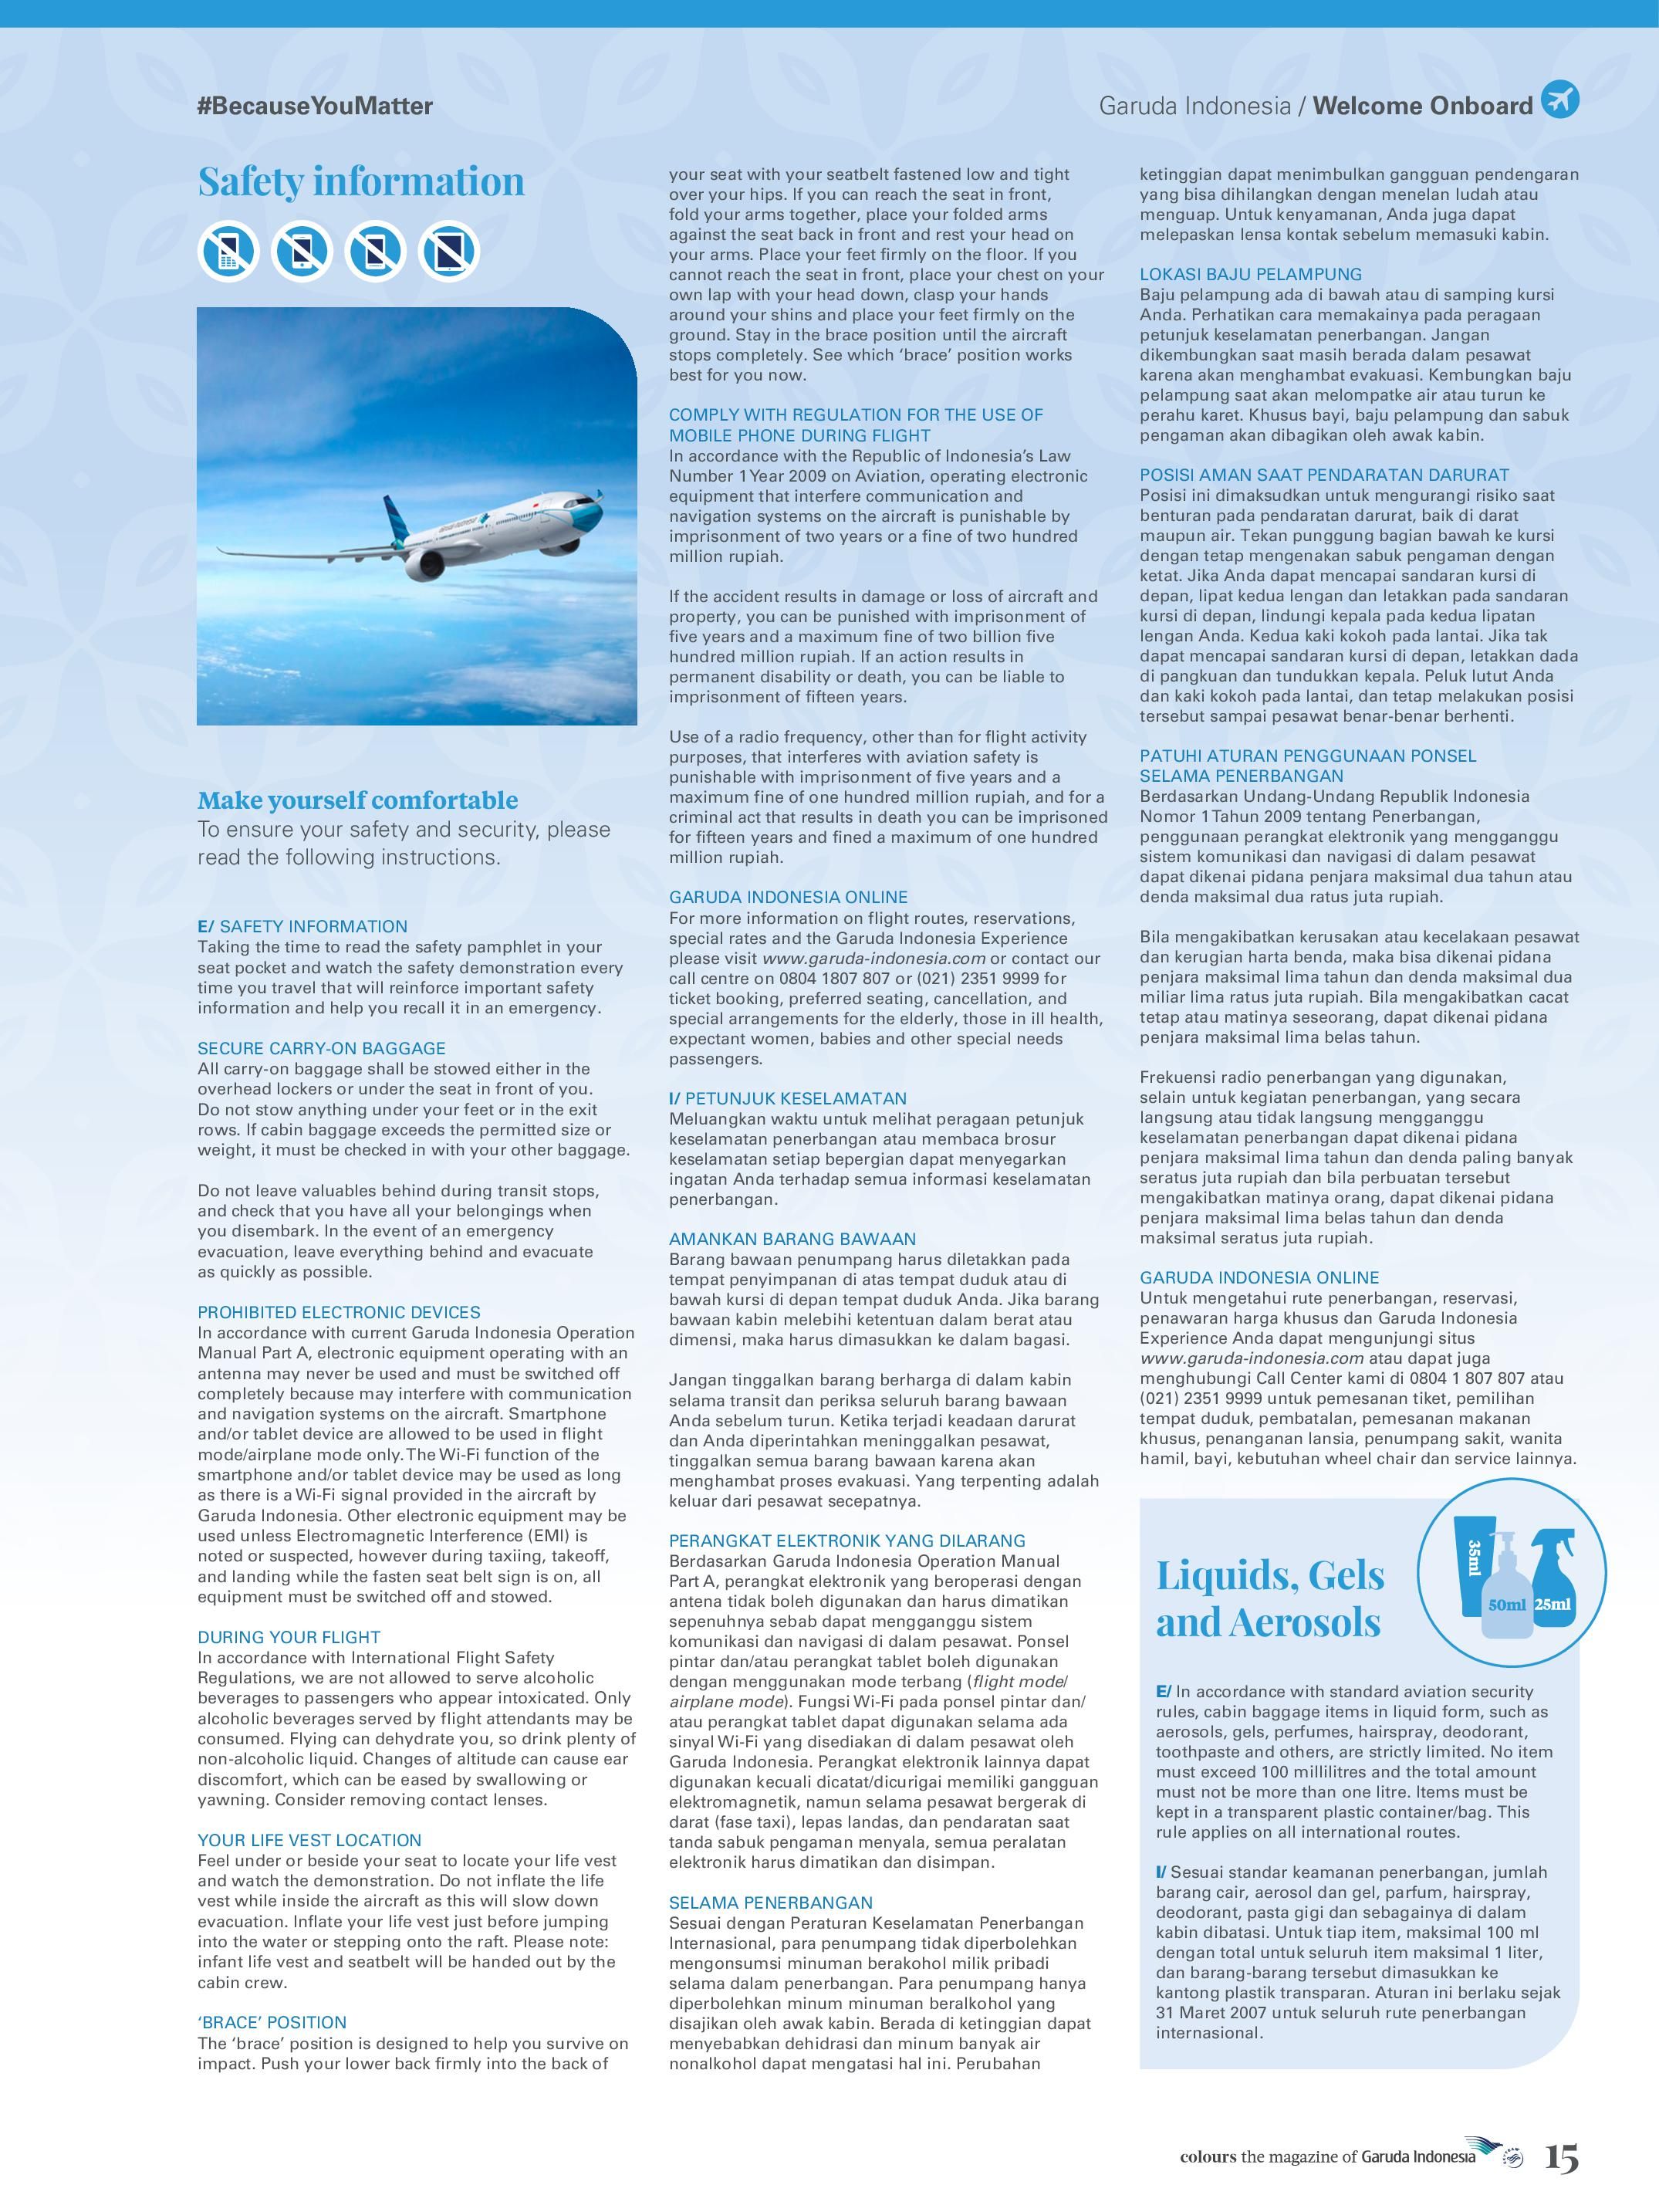 #BecauseYouMatter
Garuda Indonesia / Welcome Onboard
Safety information
Make yourself comfortable
To ensure your safety and security, please
read the following instructions.
E/ SAFETY INFORMATION
Taking the time to read the safety pamphlet in your
seat pocket and watch the safety demonstration every
time you travel that will reinforce important safety
information and help you recall it in an emergency.
SECURE CARRY-ON BAGGAGE
All carry-on baggage shall be stowed either in the
overhead lockers or under the seat in front of you.
Do not stow anything under your feet or in the exit
rows. If cabin baggage exceeds the permitted size or
weight, it must be checked in with your other baggage.
Do not leave valuables behind during transit stops,
and check that you have all your belongings when
you disembark. In the event of an emergency
evacuation, leave everything behind and evacuate
as quickly as possible.
PROHIBITED ELECTRONIC DEVICES
In accordance with current Garuda Indonesia Operation
Manual Part A, electronic equipment operating with an
antenna may never be used and must be switched off
completely because may interfere with communication
and navigation systems on the aircraft. Smartphone
and/or tablet device are allowed to be used in flight
mode/airplane mode only. The Wi-Fi function of the
smartphone and/or tablet device may be used as long
as there is a Wi-Fi signal provided in the aircraft by
Garuda Indonesia. Other electronic equipment may be
used unless Electromagnetic Interference (EMI) is
noted or suspected, however during taxiing, takeoff,
and landing while the fasten seat belt sign is on, all
equipment must be switched off and stowed.
DURING YOUR FLIGHT
In accordance with International Flight Safety
Regulations, we are not allowed to serve alcoholic
beverages to passengers who appear intoxicated. Only
alcoholic beverages served by flight attendants may be
consumed. Flying can dehydrate you, so drink plenty of
non-alcoholic liquid. Changes of altitude can cause ear
discomfort, which can be eased by swallowing or
yawning. Consider removing contact lenses.
YOUR LIFE VEST LOCATION
Feel under or beside your seat to locate your life vest
and watch the demonstration. Do not inflate the life
vest while inside the aircraft as this will slow down
evacuation. Inflate your life vest just before jumping
into the water or stepping onto the raft. Please note:
infant life vest and seatbelt will be handed out by the
cabin crew.
‘BRACE’ POSITION
The ‘brace’ position is designed to help you survive on
impact. Push your lower back firmly into the back of
your seat with your seatbelt fastened low and tight
over your hips. If you can reach the seat in front,
fold your arms together, place your folded arms
against the seat back in front and rest your head on
your arms. Place your feet firmly on the floor. If you
cannot reach the seat in front, place your chest on your
own lap with your head down, clasp your hands
around your shins and place your feet firmly on the
ground. Stay in the brace position until the aircraft
stops completely. See which ‘brace’ position works
best for you now.
COMPLY WITH REGULATION FOR THE USE OF
MOBILE PHONE DURING FLIGHT
In accordance with the Republic of Indonesia’s Law
Number 1 Year 2009 on Aviation, operating electronic
equipment that interfere communication and
navigation systems on the aircraft is punishable by
imprisonment of two years or a fine of two hundred
million rupiah.
If the accident results in damage or loss of aircraft and
property, you can be punished with imprisonment of
five years and a maximum fine of two billion five
hundred million rupiah. If an action results in
permanent disability or death, you can be liable to
imprisonment of fifteen years.
Use of a radio frequency, other than for flight activity
purposes, that interferes with aviation safety is
punishable with imprisonment of five years and a
maximum fine of one hundred million rupiah, and for a
criminal act that results in death you can be imprisoned
for fifteen years and fined a maximum of one hundred
million rupiah.
GARUDA INDONESIA ONLINE
For more information on flight routes, reservations,
special rates and the Garuda Indonesia Experience
please visit www.garuda-indonesia.com or contact our
call centre on 0804 1807 807 or (021) 2351 9999 for
ticket booking, preferred seating, cancellation, and
special arrangements for the elderly, those in ill health,
expectant women, babies and other special needs
passengers.
I/ PETUNJUK KESELAMATAN
Meluangkan waktu untuk melihat peragaan petunjuk
keselamatan penerbangan atau membaca brosur
keselamatan setiap bepergian dapat menyegarkan
ingatan Anda terhadap semua informasi keselamatan
penerbangan.
AMANKAN BARANG BAWAAN
Barang bawaan penumpang harus diletakkan pada
tempat penyimpanan di atas tempat duduk atau di
bawah kursi di depan tempat duduk Anda. Jika barang
bawaan kabin melebihi ketentuan dalam berat atau
dimensi, maka harus dimasukkan ke dalam bagasi.
Jangan tinggalkan barang berharga di dalam kabin
selama transit dan periksa seluruh barang bawaan
Anda sebelum turun. Ketika terjadi keadaan darurat
dan Anda diperintahkan meninggalkan pesawat,
tinggalkan semua barang bawaan karena akan
menghambat proses evakuasi. Yang terpenting adalah
keluar dari pesawat secepatnya.
PERANGKAT ELEKTRONIK YANG DILARANG
Berdasarkan Garuda Indonesia Operation Manual
Part A, perangkat elektronik yang beroperasi dengan
antena tidak boleh digunakan dan harus dimatikan
sepenuhnya sebab dapat mengganggu sistem
komunikasi dan navigasi di dalam pesawat. Ponsel
pintar dan/atau perangkat tablet boleh digunakan
dengan menggunakan mode terbang (flight mode/
airplane mode). Fungsi Wi-Fi pada ponsel pintar dan/
atau perangkat tablet dapat digunakan selama ada
sinyal Wi-Fi yang disediakan di dalam pesawat oleh
Garuda Indonesia. Perangkat elektronik lainnya dapat
digunakan kecuali dicatat/dicurigai memiliki gangguan
elektromagnetik, namun selama pesawat bergerak di
darat (fase taxi), lepas landas, dan pendaratan saat
tanda sabuk pengaman menyala, semua peralatan
elektronik harus dimatikan dan disimpan.
SELAMA PENERBANGAN
Sesuai dengan Peraturan Keselamatan Penerbangan
Internasional, para penumpang tidak diperbolehkan
mengonsumsi minuman berakohol milik pribadi
selama dalam penerbangan. Para penumpang hanya
diperbolehkan minum minuman beralkohol yang
disajikan oleh awak kabin. Berada di ketinggian dapat
menyebabkan dehidrasi dan minum banyak air
nonalkohol dapat mengatasi hal ini. Perubahan
ketinggian dapat menimbulkan gangguan pendengaran
yang bisa dihilangkan dengan menelan ludah atau
menguap. Untuk kenyamanan, Anda juga dapat
melepaskan lensa kontak sebelum memasuki kabin.
LOKASI BAJU PELAMPUNG
Baju pelampung ada di bawah atau di samping kursi
Anda. Perhatikan cara memakainya pada peragaan
petunjuk keselamatan penerbangan. Jangan
dikembungkan saat masih berada dalam pesawat
karena akan menghambat evakuasi. Kembungkan baju
pelampung saat akan melompatke air atau turun ke
perahu karet. Khusus bayi, baju pelampung dan sabuk
pengaman akan dibagikan oleh awak kabin.
POSISI AMAN SAAT PENDARATAN DARURAT
Posisi ini dimaksudkan untuk mengurangi risiko saat
benturan pada pendaratan darurat, baik di darat
maupun air. Tekan punggung bagian bawah ke kursi
dengan tetap mengenakan sabuk pengaman dengan
ketat. Jika Anda dapat mencapai sandaran kursi di
depan, lipat kedua lengan dan letakkan pada sandaran
kursi di depan, lindungi kepala pada kedua lipatan
lengan Anda. Kedua kaki kokoh pada lantai. Jika tak
dapat mencapai sandaran kursi di depan, letakkan dada
di pangkuan dan tundukkan kepala. Peluk lutut Anda
dan kaki kokoh pada lantai, dan tetap melakukan posisi
tersebut sampai pesawat benar-benar berhenti.
PATUHI ATURAN PENGGUNAAN PONSEL
SELAMA PENERBANGAN
Berdasarkan Undang-Undang Republik Indonesia
Nomor 1 Tahun 2009 tentang Penerbangan,
penggunaan perangkat elektronik yang mengganggu
sistem komunikasi dan navigasi di dalam pesawat
dapat dikenai pidana penjara maksimal dua tahun atau
denda maksimal dua ratus juta rupiah.
Bila mengakibatkan kerusakan atau kecelakaan pesawat
dan kerugian harta benda, maka bisa dikenai pidana
penjara maksimal lima tahun dan denda maksimal dua
miliar lima ratus juta rupiah. Bila mengakibatkan cacat
tetap atau matinya seseorang, dapat dikenai pidana
penjara maksimal lima belas tahun.
Frekuensi radio penerbangan yang digunakan,
selain untuk kegiatan penerbangan, yang secara
langsung atau tidak langsung mengganggu
keselamatan penerbangan dapat dikenai pidana
penjara maksimal lima tahun dan denda paling banyak
seratus juta rupiah dan bila perbuatan tersebut
mengakibatkan matinya orang, dapat dikenai pidana
penjara maksimal lima belas tahun dan denda
maksimal seratus juta rupiah.
GARUDA INDONESIA ONLINE
Untuk mengetahui rute penerbangan, reservasi,
penawaran harga khusus dan Garuda Indonesia
Experience Anda dapat mengunjungi situs
www.garuda-indonesia.com atau dapat juga
menghubungi Call Center kami di 0804 1 807 807 atau
(021) 2351 9999 untuk pemesanan tiket, pemilihan
tempat duduk, pembatalan, pemesanan makanan
khusus, penanganan lansia, penumpang sakit, wanita
hamil, bayi, kebutuhan wheel chair dan service lainnya.
Liquids, Gels
and Aerosols
35ml
50ml
25ml
E/ In accordance with standard aviation security
rules, cabin baggage items in liquid form, such as
aerosols, gels, perfumes, hairspray, deodorant,
toothpaste and others, are strictly limited. No item
must exceed 100 millilitres and the total amount
must not be more than one litre. Items must be
kept in a transparent plastic container/bag. This
rule applies on all international routes.
I/ Sesuai standar keamanan penerbangan, jumlah
barang cair, aerosol dan gel, parfum, hairspray,
deodorant, pasta gigi dan sebagainya di dalam
kabin dibatasi. Untuk tiap item, maksimal 100 ml
dengan total untuk seluruh item maksimal 1 liter,
dan barang-barang tersebut dimasukkan ke
kantong plastik transparan. Aturan ini berlaku sejak
31 Maret 2007 untuk seluruh rute penerbangan
internasional.
colours the magazine of Garuda Indonesia
15